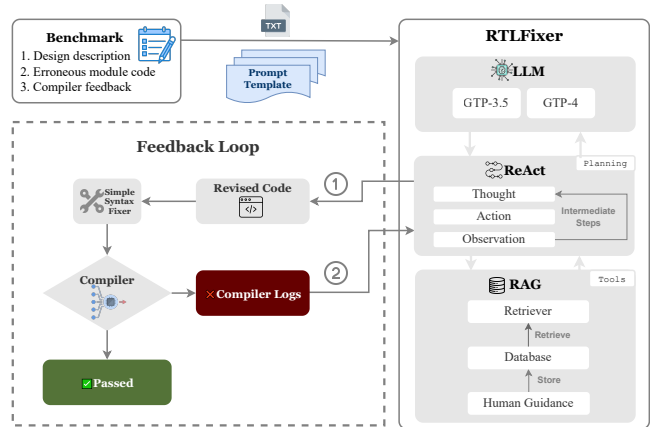 Benchmark
1. Design description
2. Erroneous module code
3. Compiler feedback
TXT
Prompt
Template
RTLFixer
LLM
GTP-3.5
GTP-4
Planning
ReAct
Thought
Action
Observation
Intermediate
Steps
Tools
RAG
Retriever
Retrieve
Database
Store
Human Guidance
Feedback Loop
1
Revised Code
</>
Simple
Syntax
Fixer
Compiler
Compiler Logs
2
Passed